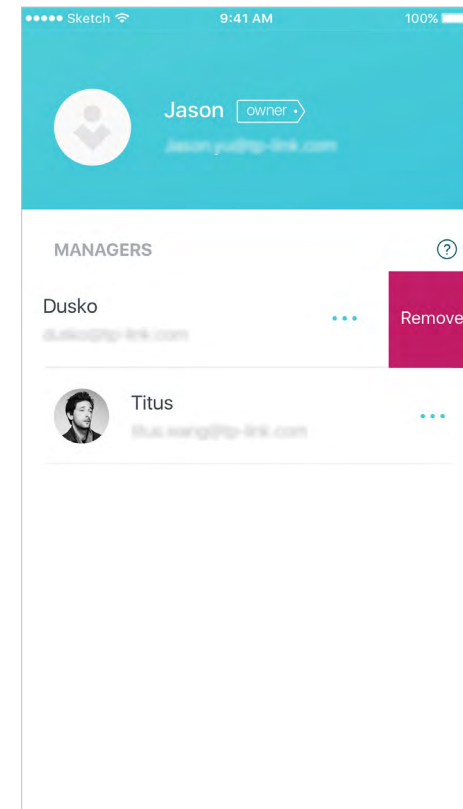 Sketch 9:41 AM 100%
Jason owner
MANAGERS ?
Dusko
Remove
Titus